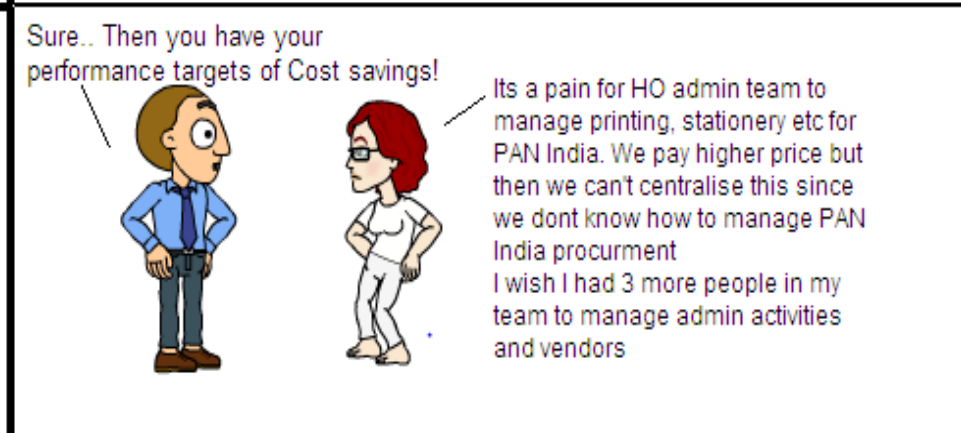 Sure.. Then you have your
performance targets of Cost savings!
Its a pain for HO admin team to
manage printing, stationery etc for
PAN India. We pay higher price but
then we can't centralise this since
we dont know how to manage PAN
India procurment
I wish I had 3 more people in my
team to manage admin activities
and vendors